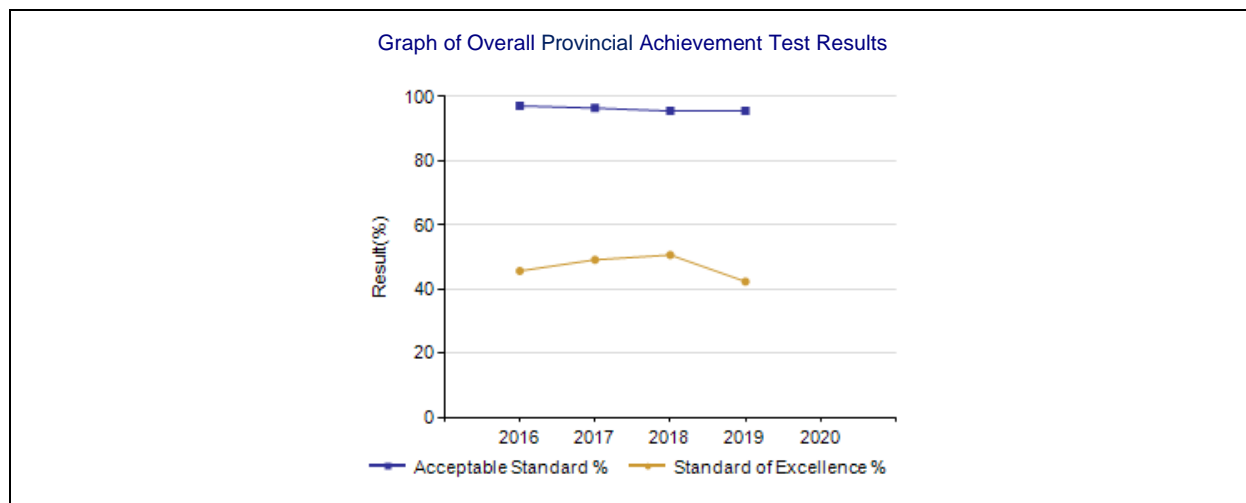 Graph of Overall Provincial Achievement Test Results
100
80
60
40
20
0
Result(%)
2016 2017 2018 2019 2020
Acceptable Standard % Standard of Excellence %